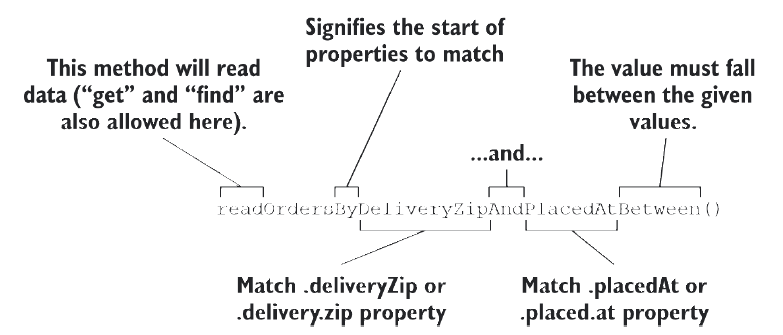 Signifies the start of
properties to match
This method will read
data (“get” and “find” are
also allowed here).
The value must fall
between the given
values.
...and...
readOrdersByDeliveryZipAndPlacedAtBetween()
Match .deliveryZip or
.delivery.zip property
Match .placedAt or
.placed.at property